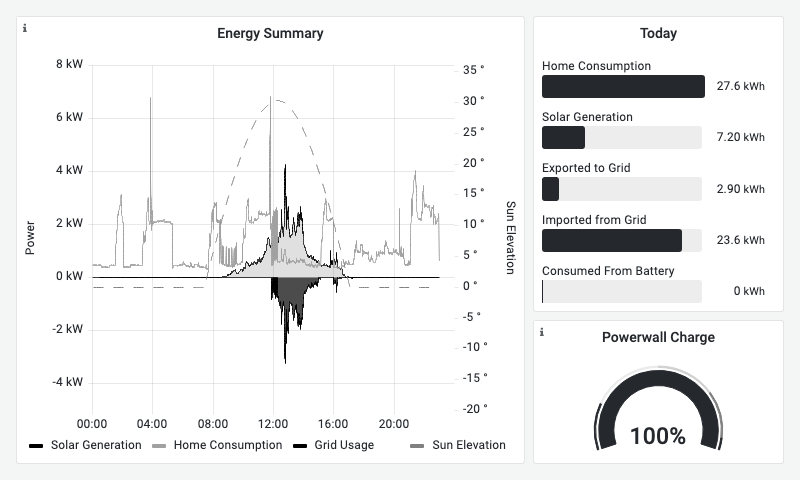 i
Energy Summary
8 kW
6 kW
4 kW
2 kW
0 kW
-2 kW
-4 kW
Power
35 °
30 °
25 °
20 °
15 °
10 °
5 °
0 °
-5 °
-10 °
-15 °
-20 °
Sun Elevation
00:00 04:00 08:00 12:00 16:00 20:00
Solar Generation Home Consumption Grid Usage Sun Elevation
Today
Home Consumption
27.6 kWh
Solar Generation
7.20 kWh
Exported to Grid
2.90 kWh
Imported from Grid
23.6 kWh
Consumed From Battery
0 kWh
i
Powerwall Charge
100%